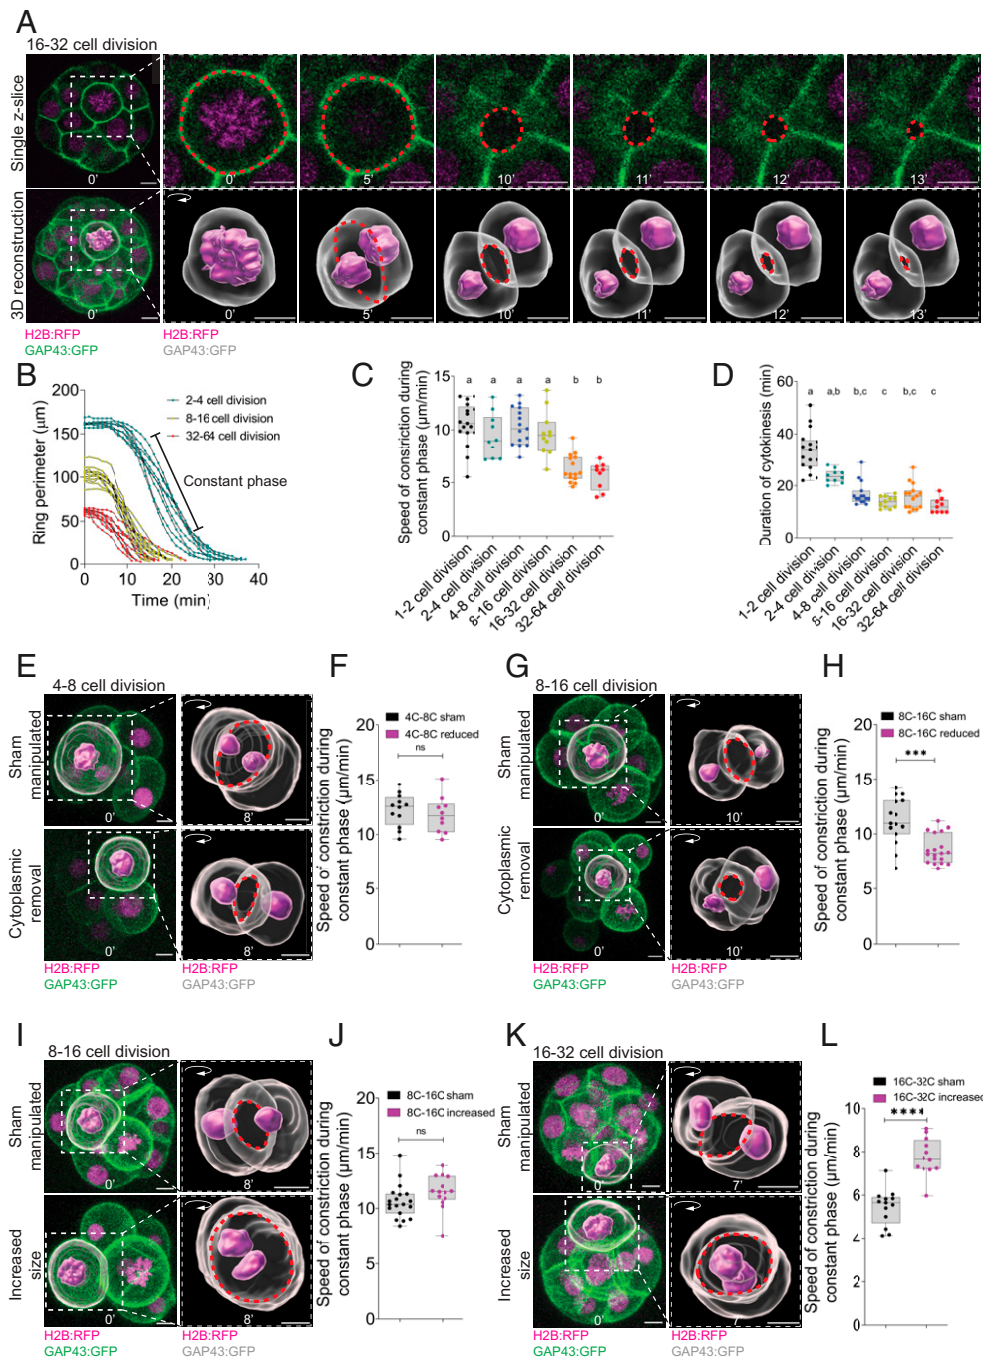 A
16-32 cell division
Single z-slice
0'
0'
5'
10'
11'
12'
13'
3D reconstruction
0'
0'
5'
10'
11'
12'
13'
H2B:RFP
GAP43:GFP
H2B:RFP
GAP43:GFP
B
Ring perimeter (µm)
200
150
100
50
0
0
10
20
30
40
Time (min)
2-4 cell division
8-16 cell division
32-64 cell division
Constant phase
C
Speed of constriction during
constant phase (µm/min)
15
10
5
0
a
a
a
a
b
b
1-2 cell division
2-4 cell division
4-8 cell division
8-16 cell division
16-32 cell division
32-64 cell division
D
Duration of cytokinesis (min)
60
40
20
0
a
a,b
b,c
c
b,c
c
1-2 cell division
2-4 cell division
4-8 cell division
8-16 cell division
16-32 cell division
32-64 cell division
E
4-8 cell division
Sham
manipulated
0'
8'
Cytoplasmic
removal
0'
8'
H2B:RFP
GAP43:GFP
H2B:RFP
GAP43:GFP
F
4C-8C sham
4C-8C reduced
ns
Speed of constriction during
constant phase (µm/min)
20
15
10
5
0
G
8-16 cell division
Sham
manipulated
0'
10'
Cytoplasmic
removal
0'
10'
H2B:RFP
GAP43:GFP
H2B:RFP
GAP43:GFP
H
8C-16C sham
8C-16C reduced
***
Speed of constriction during
constant phase (µm/min)
20
15
10
5
0
I
8-16 cell division
Sham
manipulated
0'
8'
Increased
size
0'
8'
H2B:RFP
GAP43:GFP
H2B:RFP
GAP43:GFP
J
8C-16C sham
8C-16C increased
ns
Speed of constriction during
constant phase (µm/min)
20
15
10
5
0
K
16-32 cell division
Sham
manipulated
0'
7'
Increased
size
0'
H2B:RFP
GAP43:GFP
H2B:RFP
GAP43:GFP
L
16C-32C sham
16C-32C increased
****
Speed of constriction during
constant phase (µm/min)
10
8
6
4
2
0